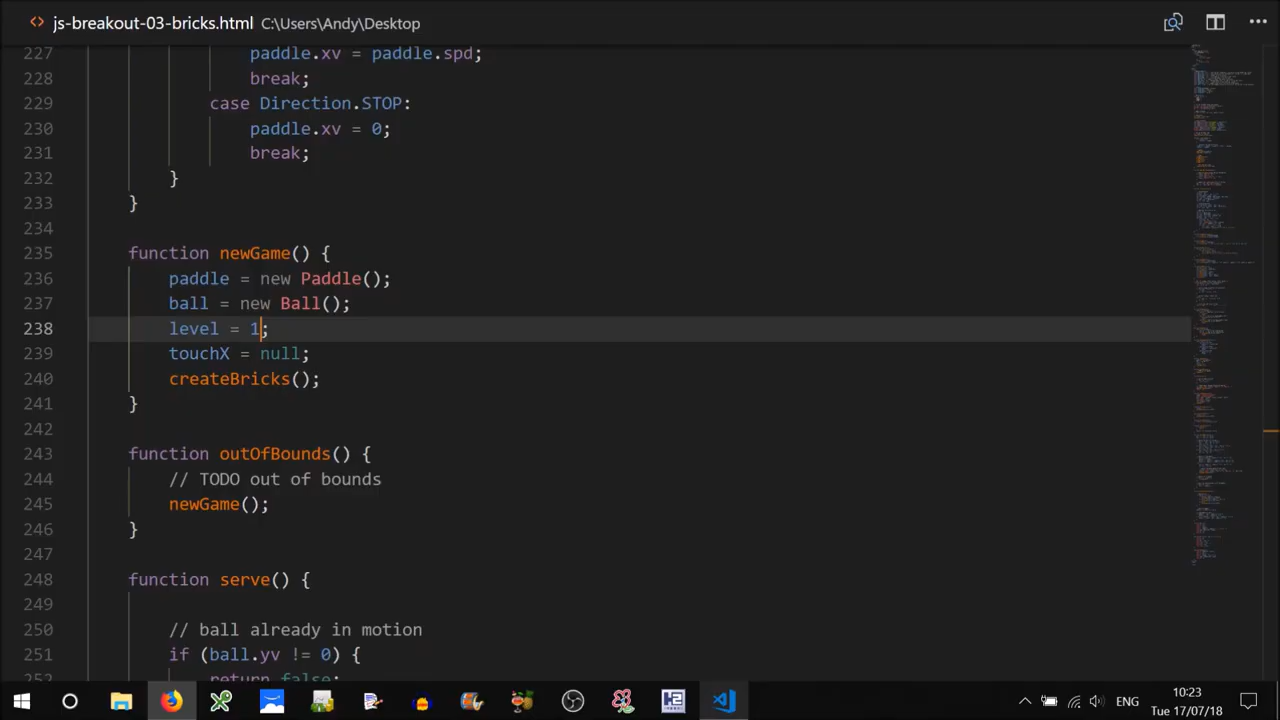 js-breakout-03-bricks.html C:\Users\Andy\Desktop
227 paddle.xv = paddle.spd;
228 break;
229 case Direction.STOP:
230 paddle.xv = 0;
231 break;
232 }
233 }
234
235 function newGame() {
236 paddle = new Paddle();
237 ball = new Ball();
238 level = 1;
239 touchX = null;
240 createBricks();
241 }
242
243 function outOfBounds() {
244 // TODO out of bounds
245 newGame();
246 }
247
248 function serve() {
249
250 // ball already in motion
251 if (ball.yv != 0) {
252 return false;
ENG
10:23
Tue 17/07/18